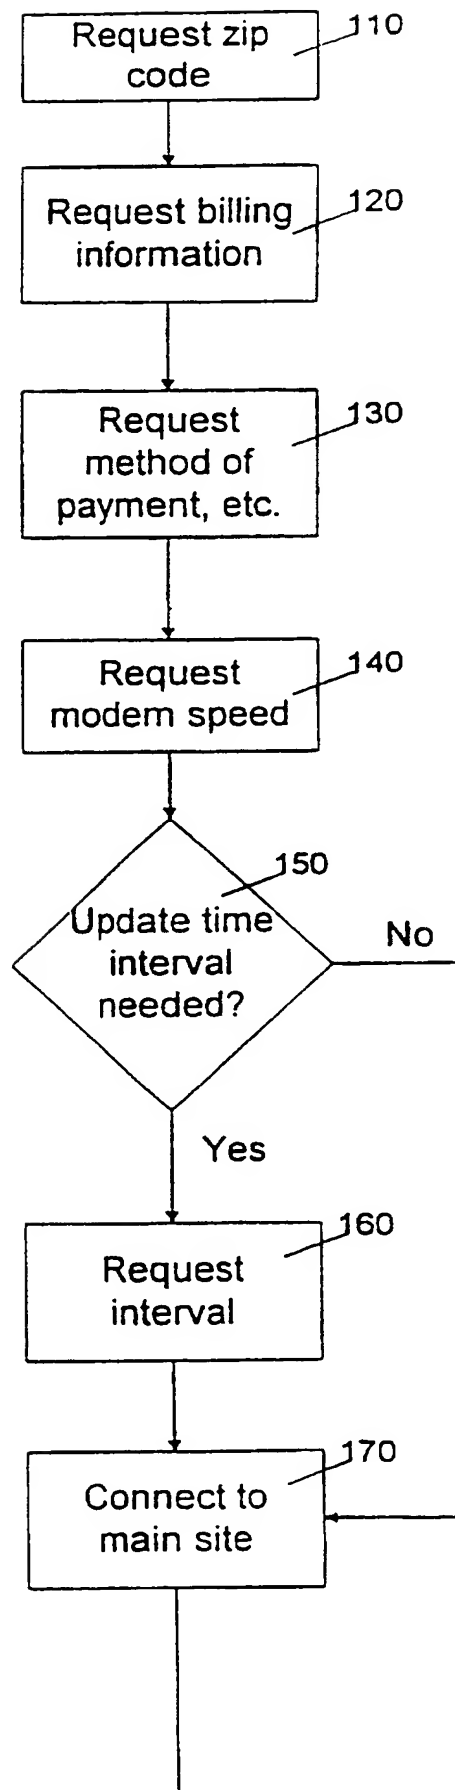 Request zip
code
110
Request billing
information
120
Request
method of
payment, etc.
130
Request
modem speed
140
150
Update time
interval
needed?
No
Yes
160
Request
interval
170
Connect to
main site